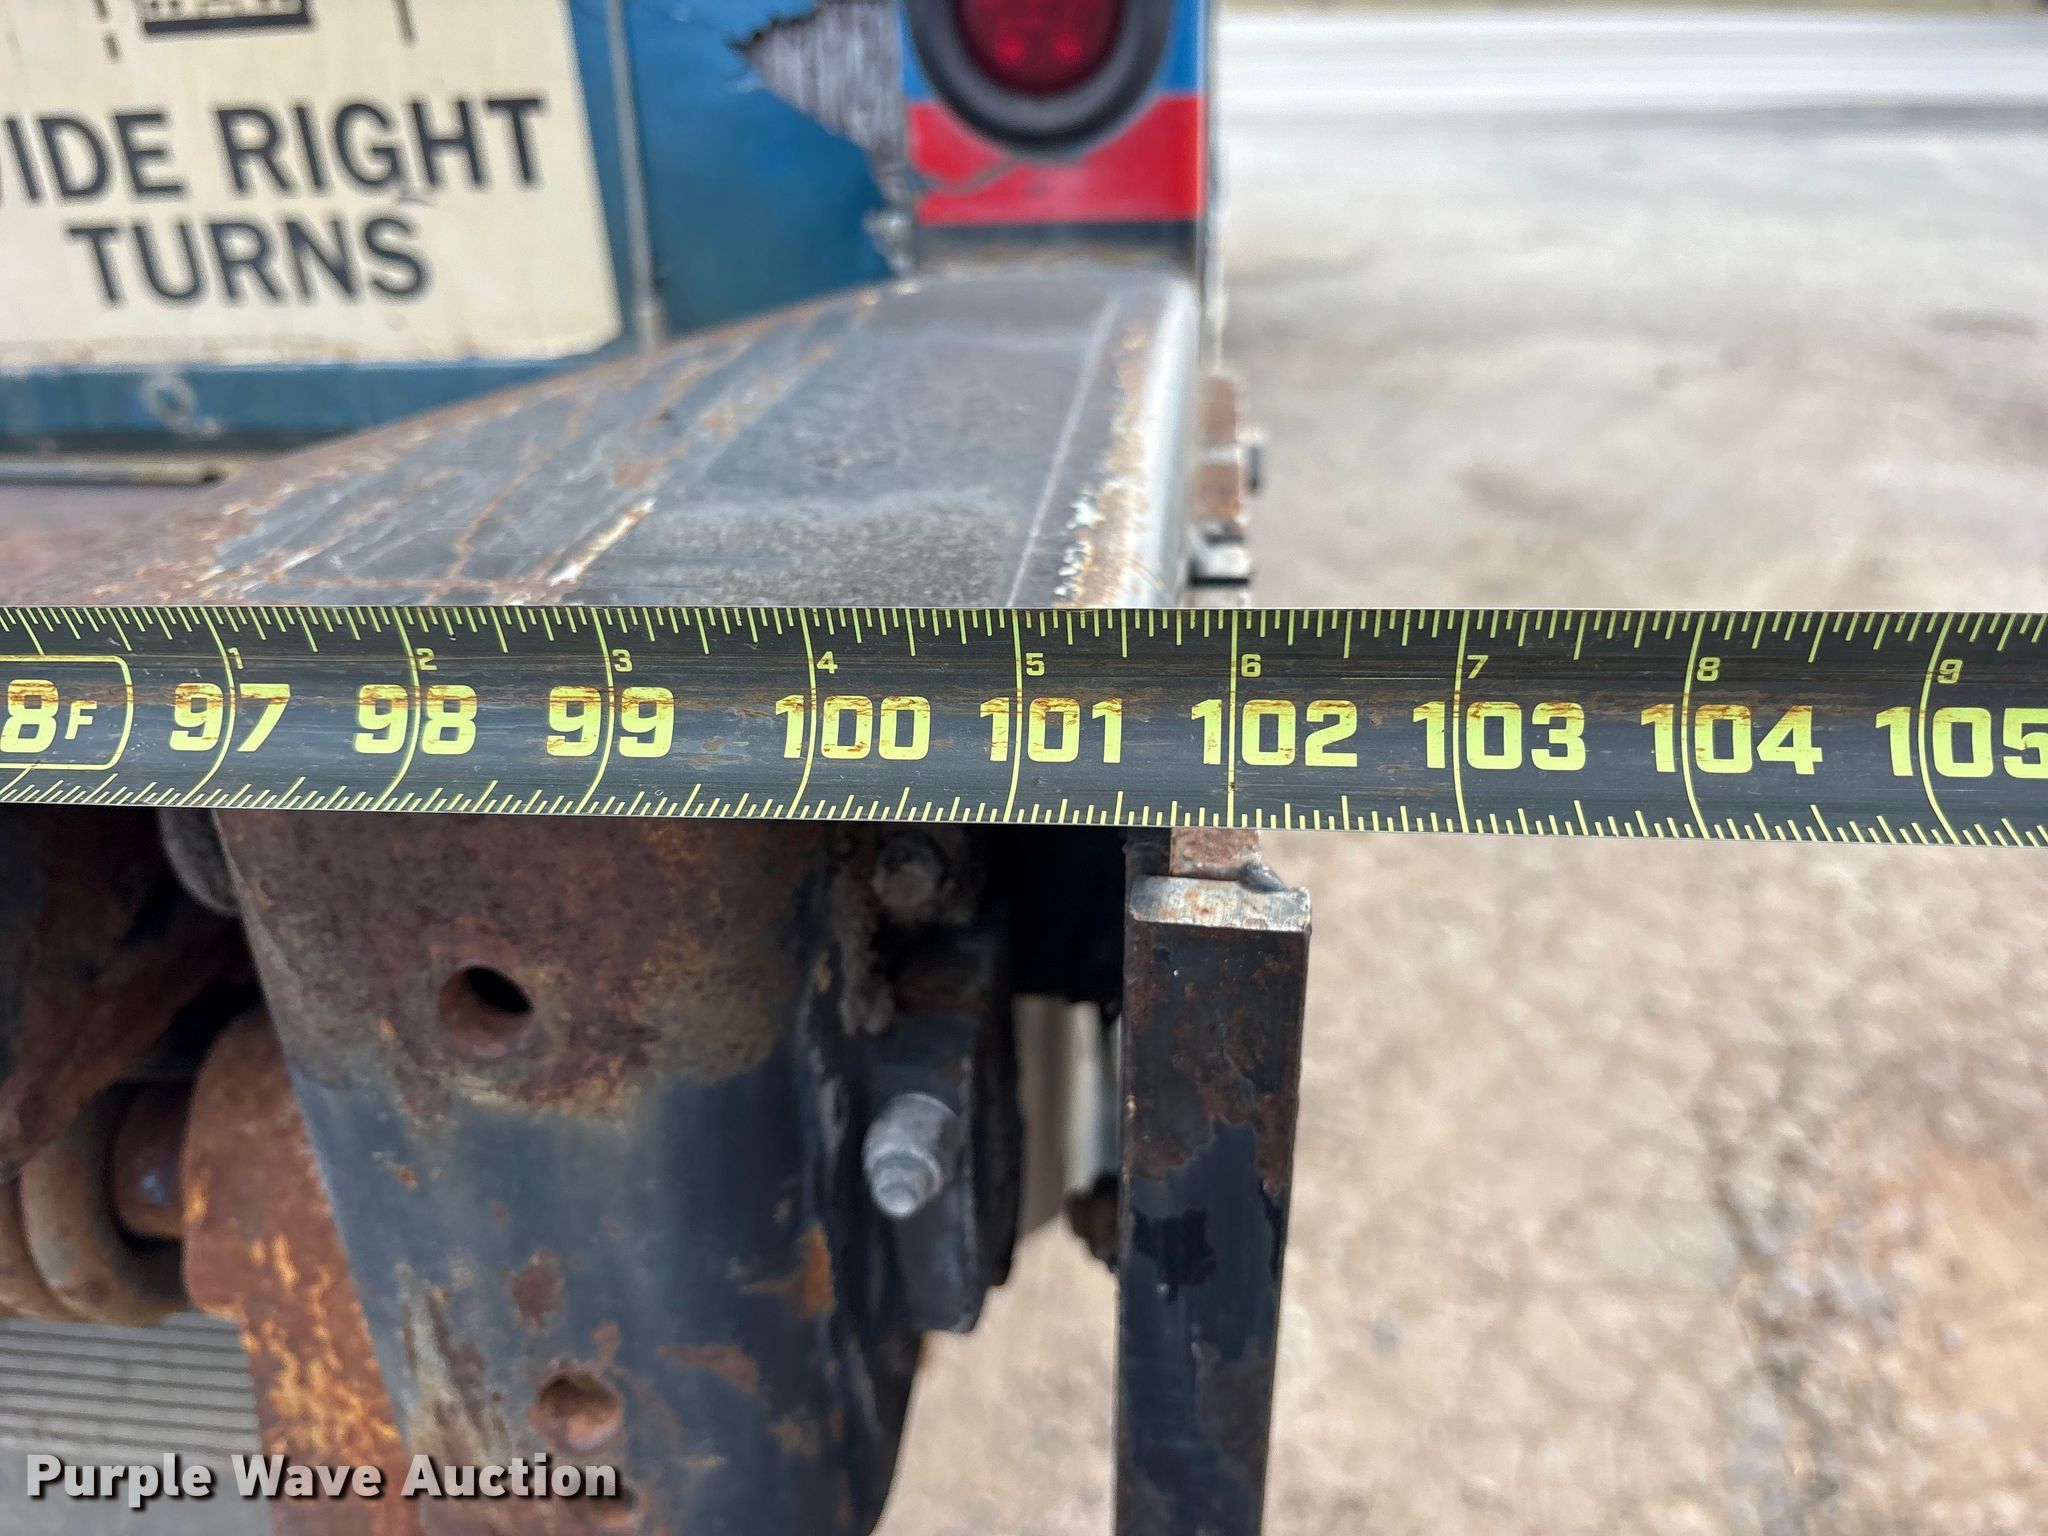 IDE RIGHT
TURNS
1 2 3 4 5 6 7 8 9
8F 97 98 99 100 101 102 103 104 105
Purple Wave Auction